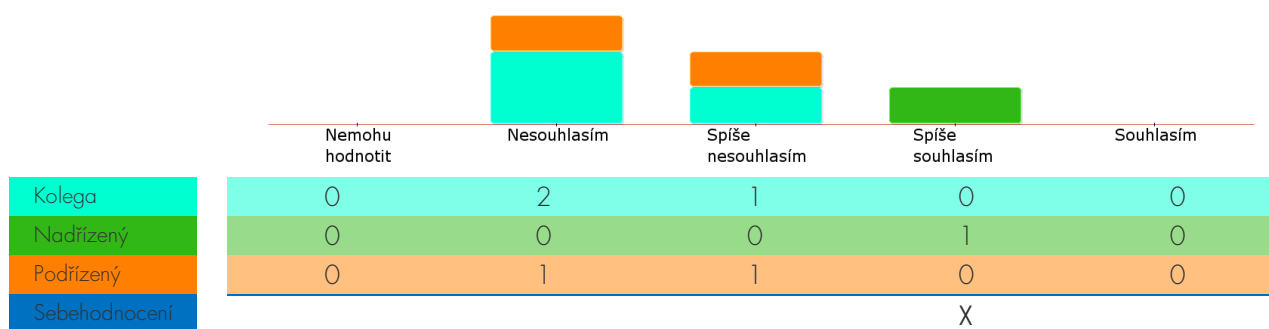 Nemohu hodnotit
Nesouhlasím
Spíše nesouhlasím
Spíše souhlasím
Souhlasím
Kolega 0 2 1 0 0
Nadřízený 0 0 0 1 0
Podřízený 0 1 1 0 0
Sebehodnocení X